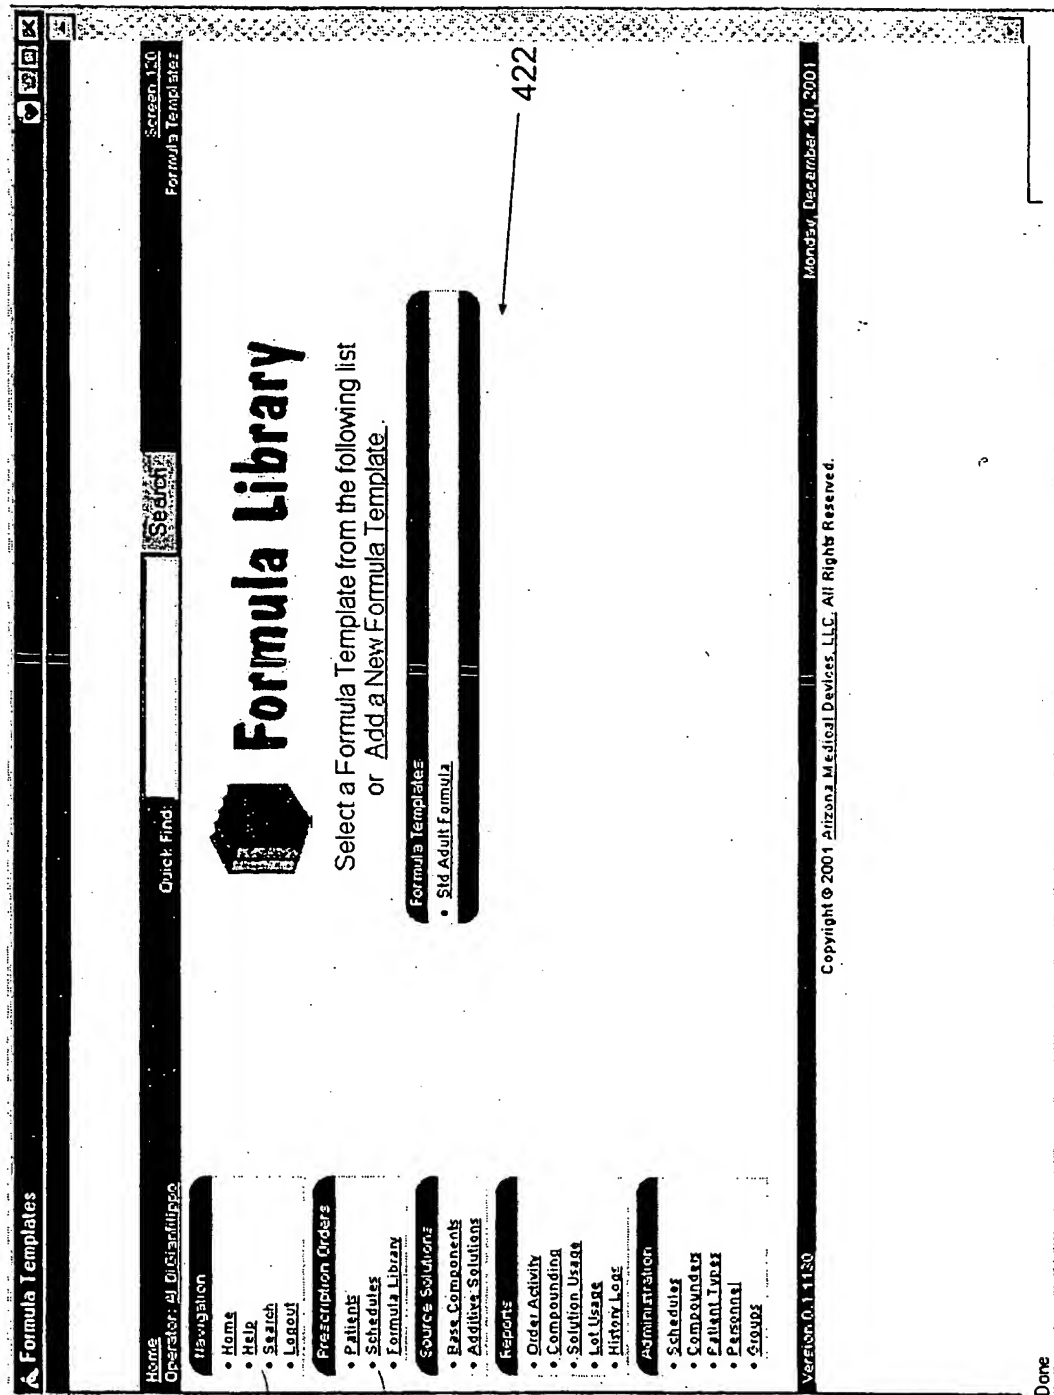 Formula Templates
Home
Screen 120
Operator: Al DiGianfilippo
Quick Find:
Search
Formula Templates
Navigation
• Home
• Help
• Search
• Logout
Prescription Orders
• Patients
• Schedules
• Formula Library
Source Solutions
• Base Components
• Additive Solutions
Reports
• Order Activity
• Compounding
• Solution Usage
• Lot Usage
• History Logs
Administration
• Schedules
• Compounders
• Patient Types
• Personnel
• Groups
Formula Library
Select a Formula Template from the following list
or Add a New Formula Template.
Formula Templates
• Std Adult Formula
422
Version 0.1.1130
Monday, December 10, 2001
Copyright © 2001 Arizona Medical Devices, LLC. All Rights Reserved.
Done